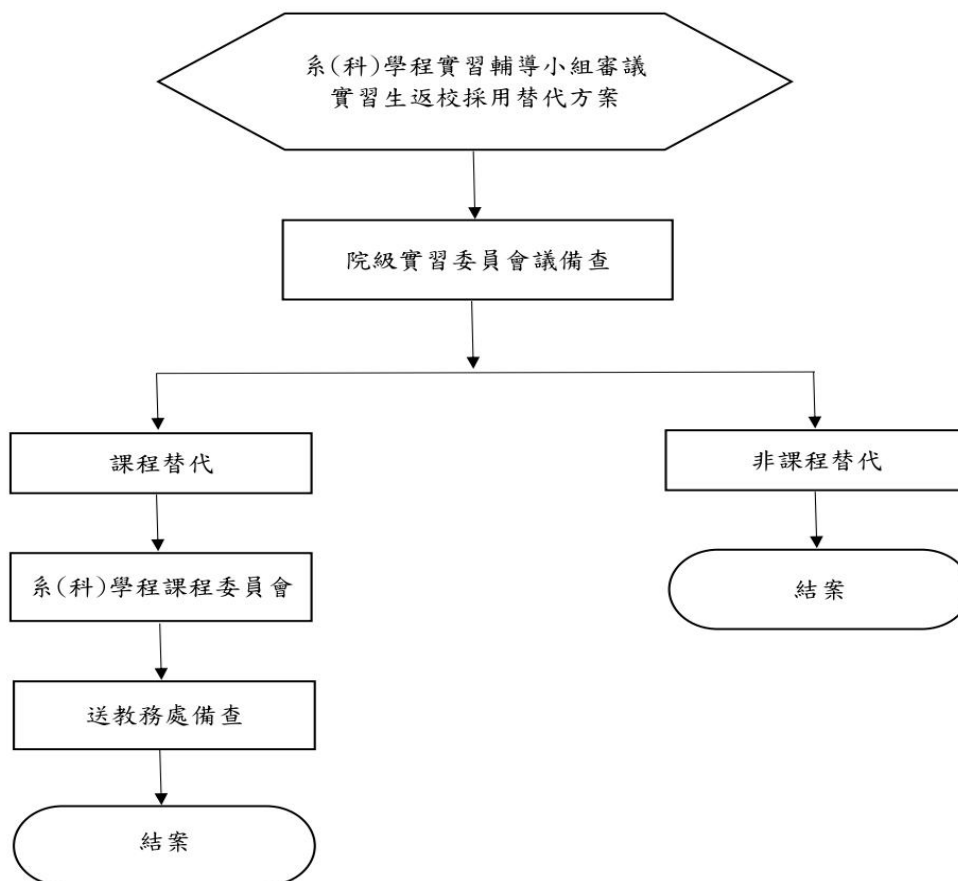 系(科)學程實習輔導小組審議
實習生返校採用替代方案
院級實習委員會議備查
課程替代
非課程替代
系(科)學程課程委員會
結案
送教務處備查
結案